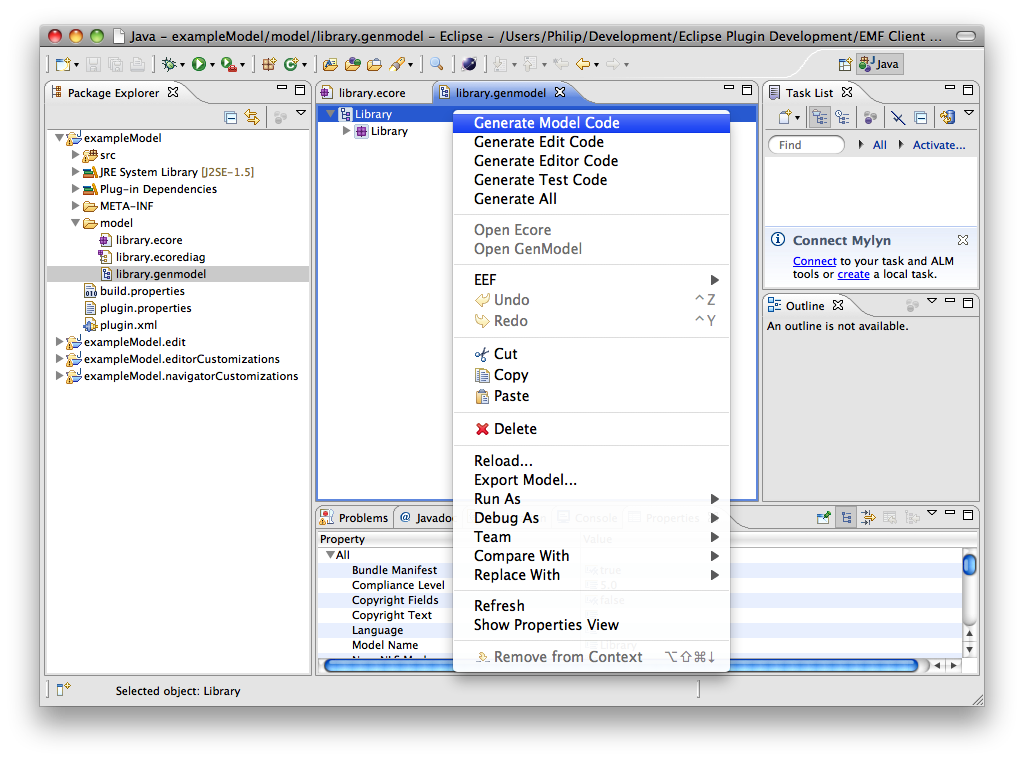 Java – exampleModel/model/library.genmodel – Eclipse – /Users/Philip/Development/Eclipse Plugin Development/EMF Client ...
Java
Package Explorer
exampleModel
src
JRE System Library [J2SE-1.5]
Plug-in Dependencies
META-INF
model
library.ecore
library.ecorediag
library.genmodel
build.properties
plugin.properties
plugin.xml
exampleModel.edit
exampleModel.editorCustomizations
exampleModel.navigatorCustomizations
library.ecore
library.genmodel
Library
Library
Generate Model Code
Generate Edit Code
Generate Editor Code
Generate Test Code
Generate All
Open Ecore
Open GenModel
EEF
Undo ^Z
Redo ^Y
Cut
Copy
Paste
Delete
Reload...
Export Model...
Run As
Debug As
Team
Compare With
Replace With
Refresh
Show Properties View
Remove from Context ⌥⇧⌘↓
Task List
Find
All
Activate...
Connect Mylyn
Connect to your task and ALM
tools or create a local task.
Outline
An outline is not available.
Problems
@ Javado
Console
Properties
Property
Value
All
Bundle Manifest
true
Compliance Level
5.0
Copyright Fields
false
Copyright Text
Language
Model Name
Library
Selected object: Library